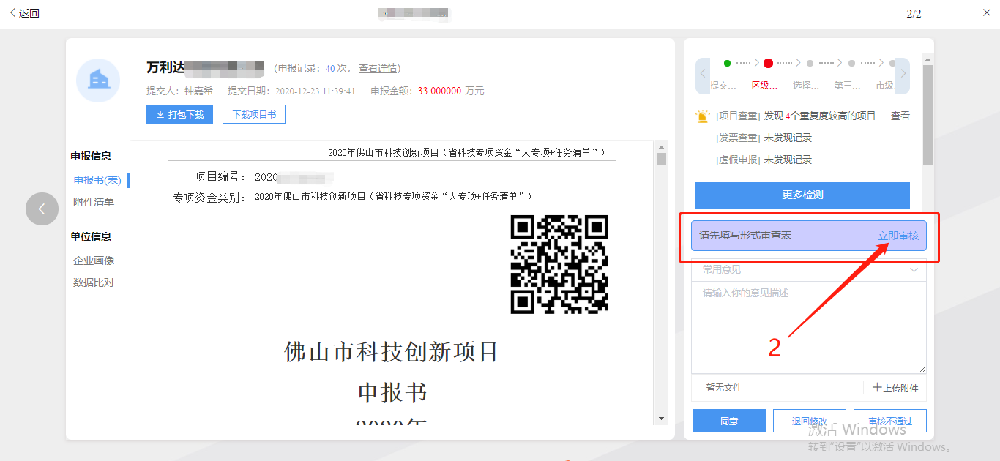 返回
2/2
万利达
(申报记录：40 次， 查看详情)
提交人：钟嘉希 提交日期：2020-12-23 11:39:41 申报金额：33.000000 万元
打包下载
下载项目书
申报信息
申报书(表)
附件清单
单位信息
企业画像
数据比对
2020年佛山市科技创新项目（省科技专项资金“大专项+任务清单”）
项目编号： 2020
专项资金类别： 2020年佛山市科技创新项目（省科技专项资金“大专项+任务清单”）
佛山市科技创新项目
申报书
2020年
提交... 区级... 选择... 第三... 市级
[项目查重] 发现 4个重复度较高的项目 查看
[发票查重] 未发现记录
[虚假申报] 未发现记录
更多检测
请先填写形式审查表 立即审核
常用意见
请输入你的意见描述
2
暂无文件 上传附件
同意 退回修改 审核不通过
激活 Windows
转到“设置”以激活 Windows。